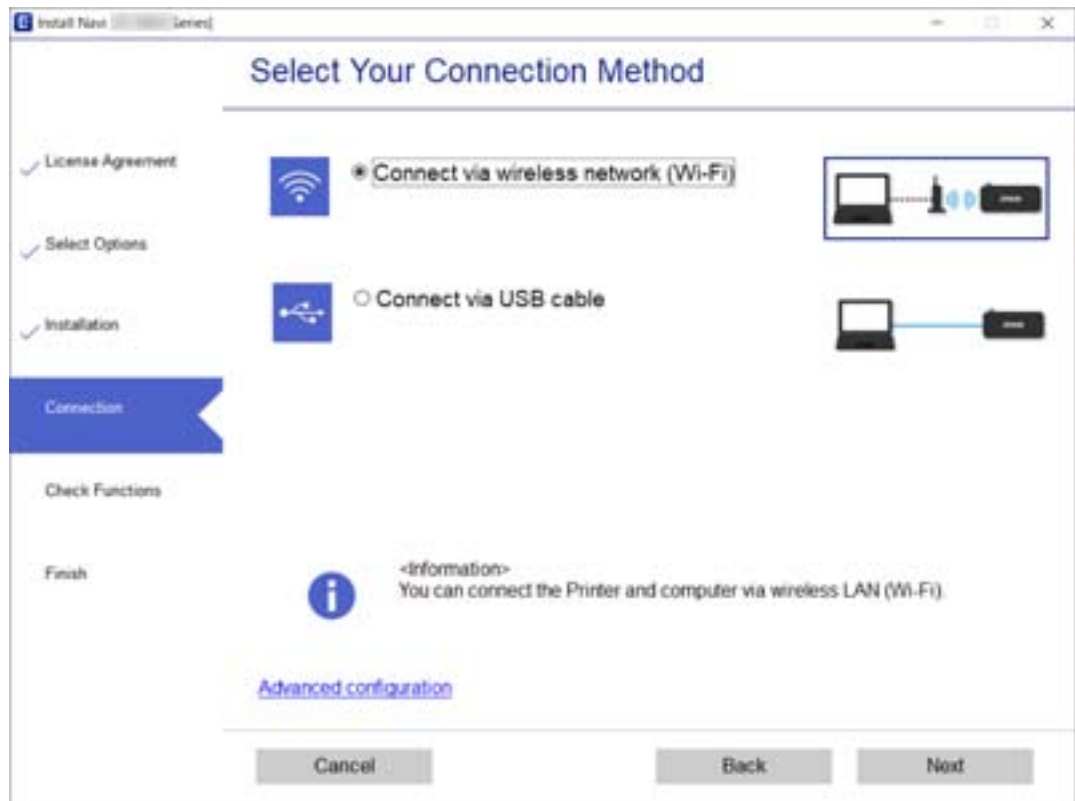 Install Navi Series]
Select Your Connection Method
License Agreement
Select Options
Installation
Connection
Check Functions
Finish
Connect via wireless network (Wi-Fi)
Connect via USB cable
<Information>
You can connect the Printer and computer via wireless LAN (Wi-Fi).
Advanced configuration
Cancel
Back
Next